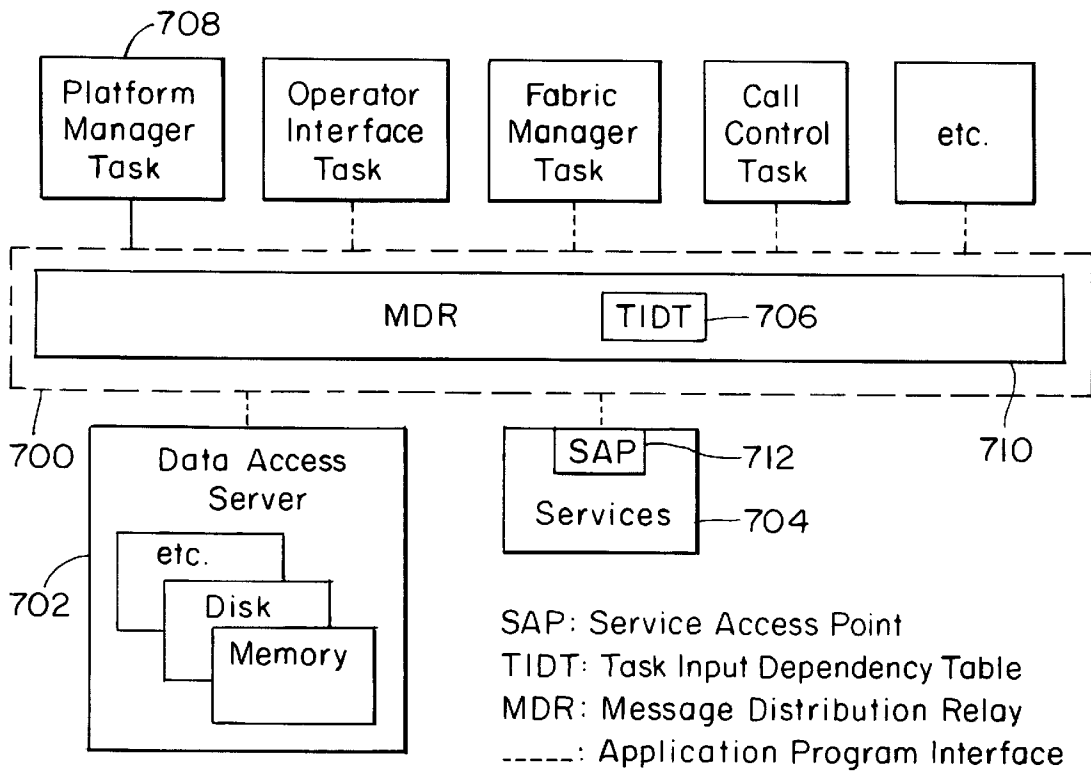 708
Platform
Manager
Task
Operator
Interface
Task
Fabric
Manager
Task
Call
Control
Task
etc.
MDR
TIDT
706
700
710
Data Access
Server
etc.
Disk
Memory
702
SAP
712
Services
704
SAP: Service Access Point
TIDT: Task Input Dependency Table
MDR: Message Distribution Relay
-----: Application Program Interface